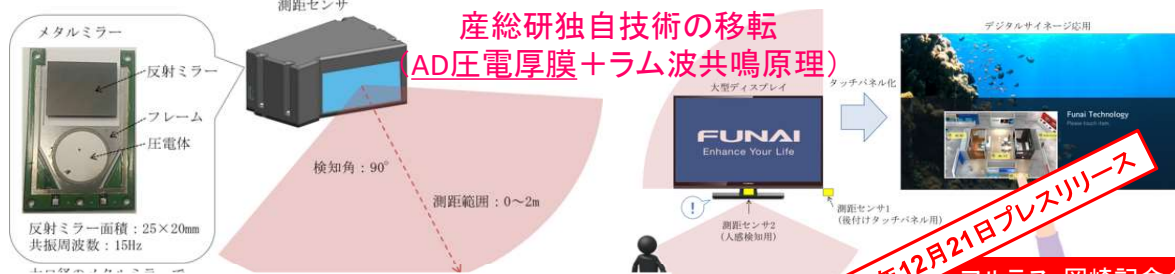 測距センサ
産総研独自技術の移転
(AD圧電厚膜＋ラム波共鳴原理)
メタルミラー
反射ミラー
フレーム
圧電体
反射ミラー面積：25×20mm
共振周波数：15Hz
検知角：90°
測距範囲：0～2m
大型ディスプレイ
FUNAI
Enhance Your Life
タッチパネル化
デジタルサイネージ応用
Funai Technology
Please touch item.
!
測距センサ2
(人感検知用)
測距センサ1
(後付けタッチパネル用)
年12月21日プレスリリース